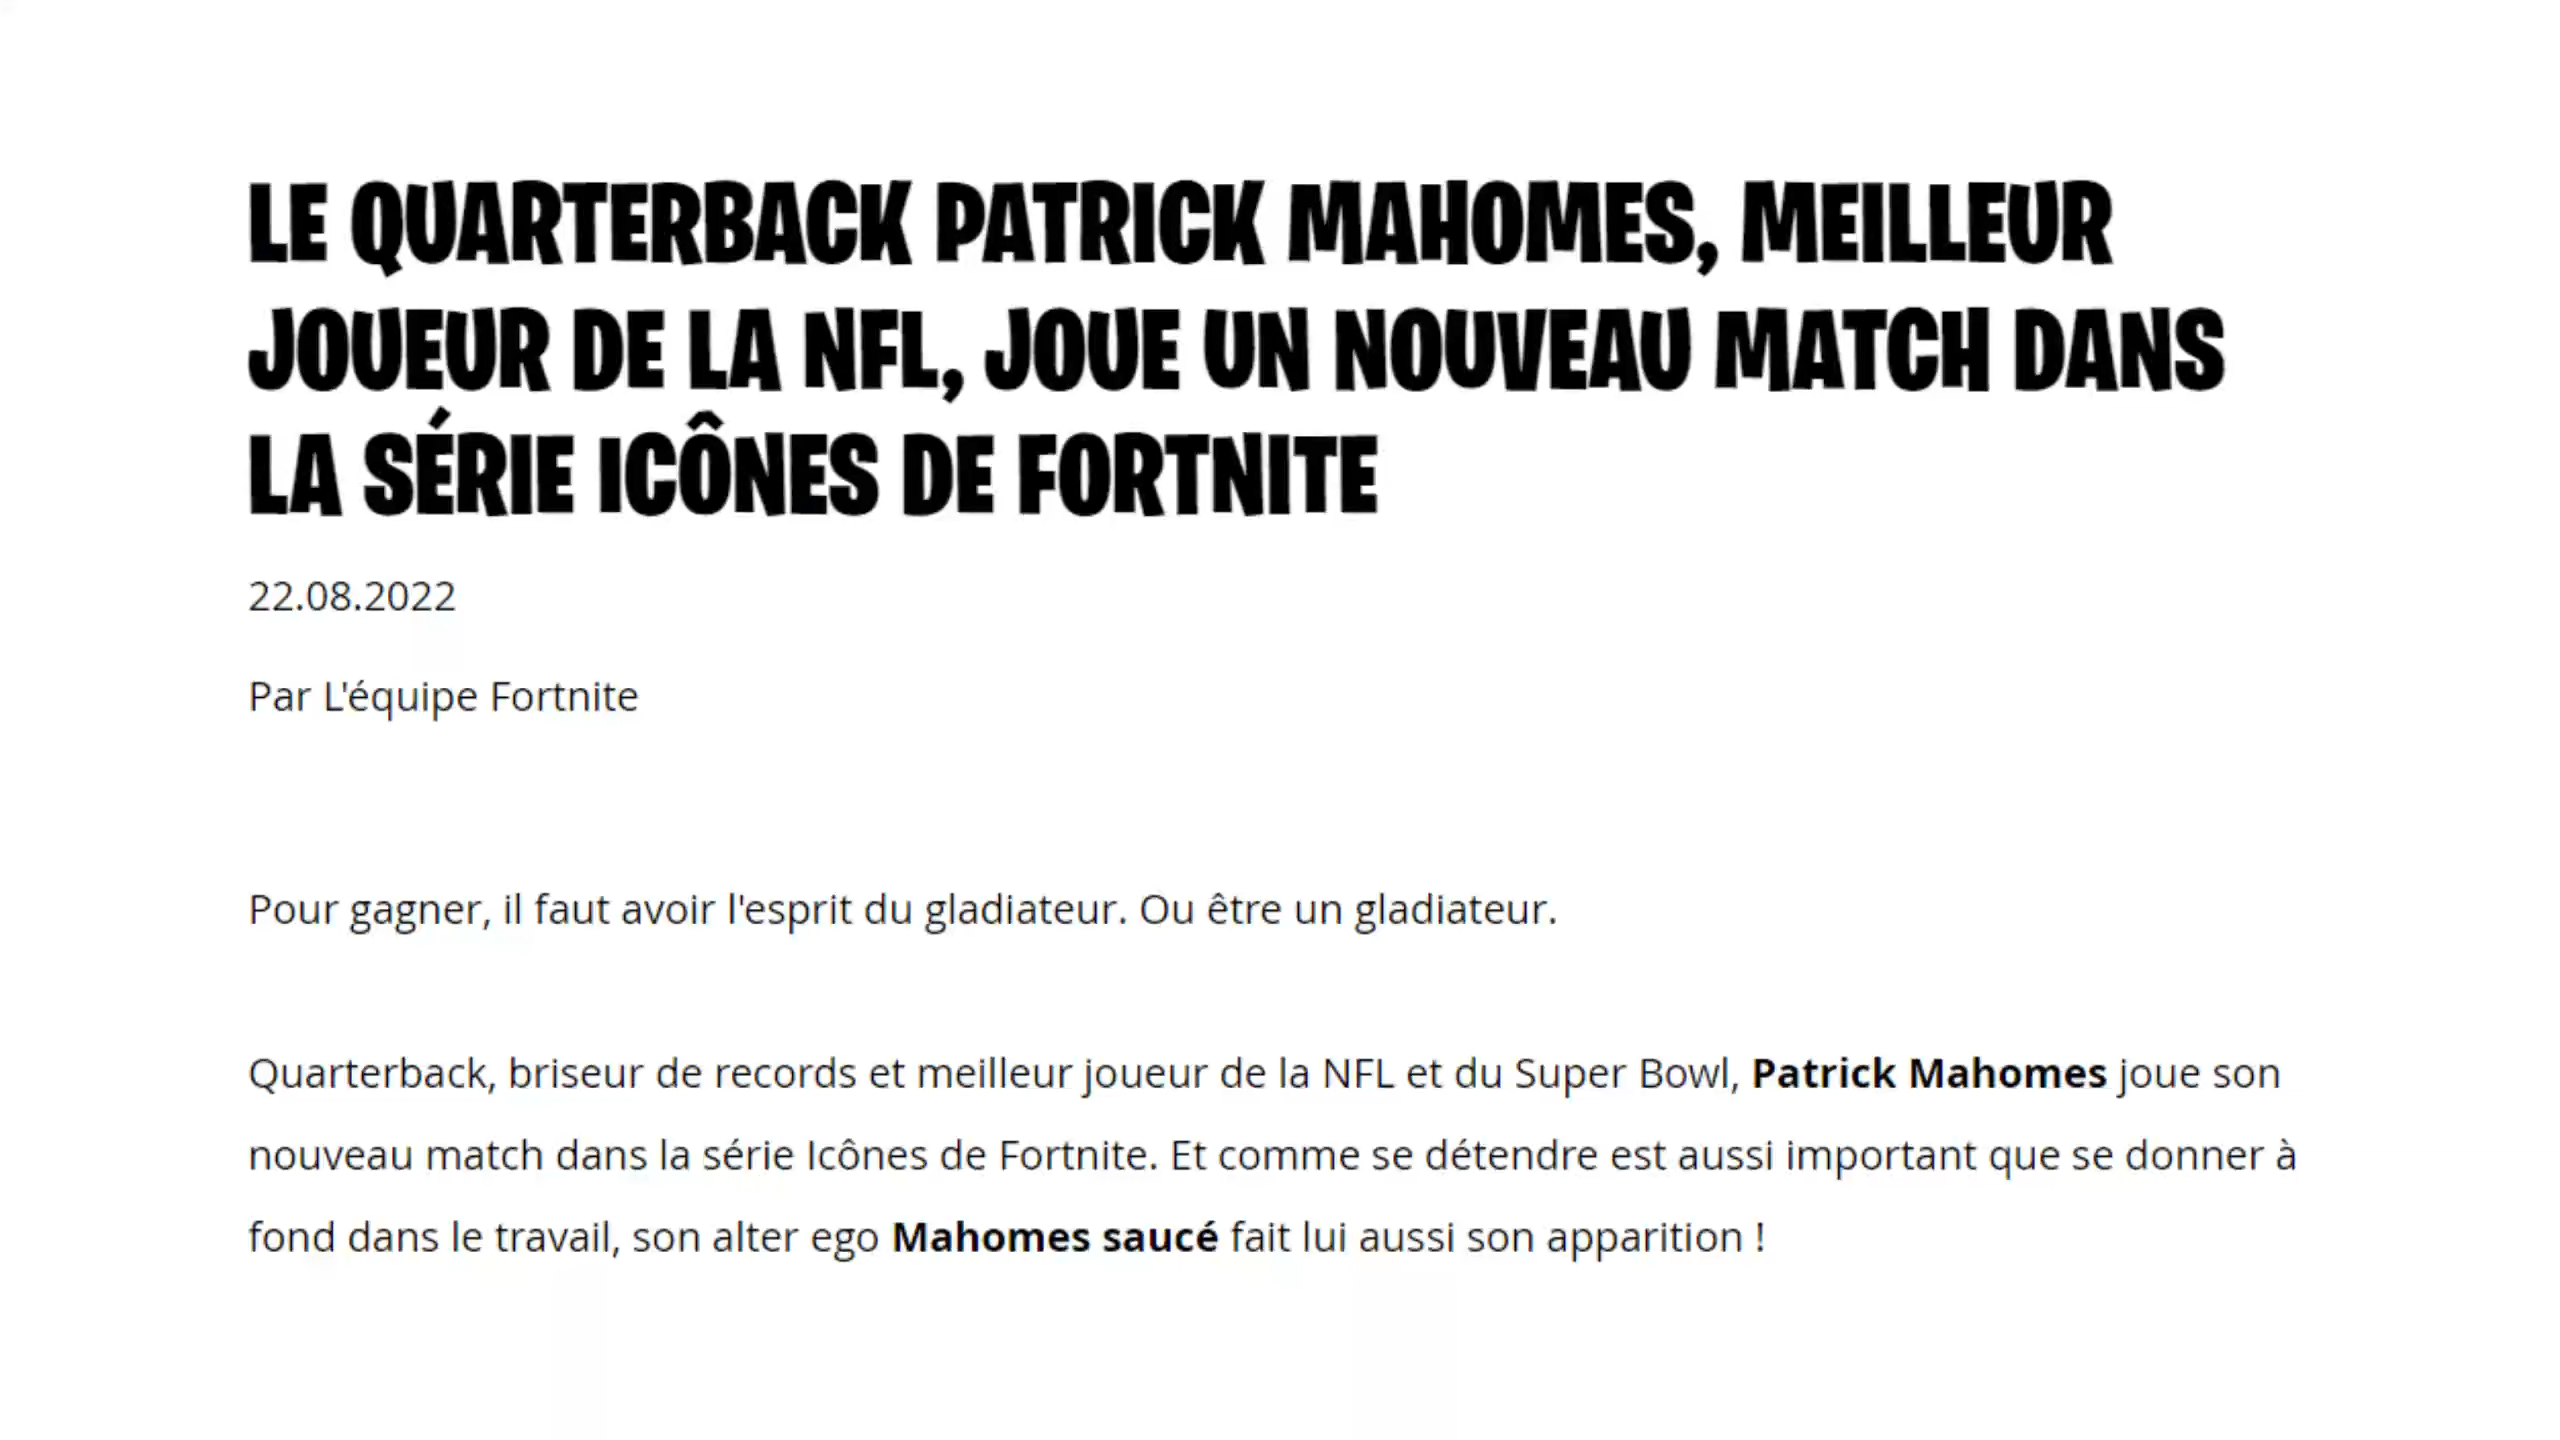 LE QUARTERBACK PATRICK MAHOMES, MEILLEUR
JOUEUR DE LA NFL, JOUE UN NOUVEAU MATCH DANS
LA SÉRIE ICÔNES DE FORTNITE
22.08.2022
Par L'équipe Fortnite
Pour gagner, il faut avoir l'esprit du gladiateur. Ou être un gladiateur.
Quarterback, briseur de records et meilleur joueur de la NFL et du Super Bowl, Patrick Mahomes joue son
nouveau match dans la série Icônes de Fortnite. Et comme se détendre est aussi important que se donner à
fond dans le travail, son alter ego Mahomes saucé fait lui aussi son apparition !